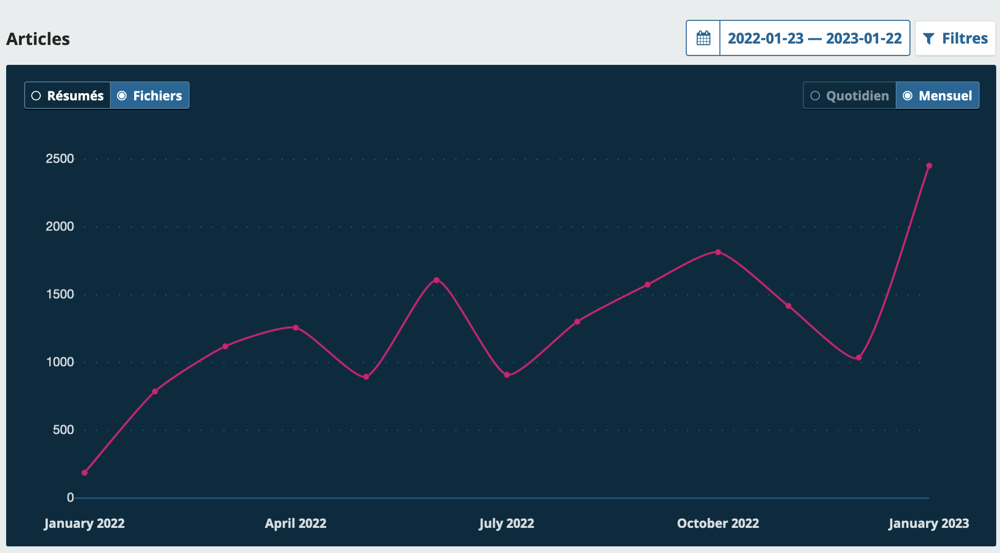 Articles
2022-01-23 — 2023-01-22
Filtres
Résumés Fichiers
Quotidien Mensuel
2500
2000
1500
1000
500
0
January 2022 April 2022 July 2022 October 2022 January 2023